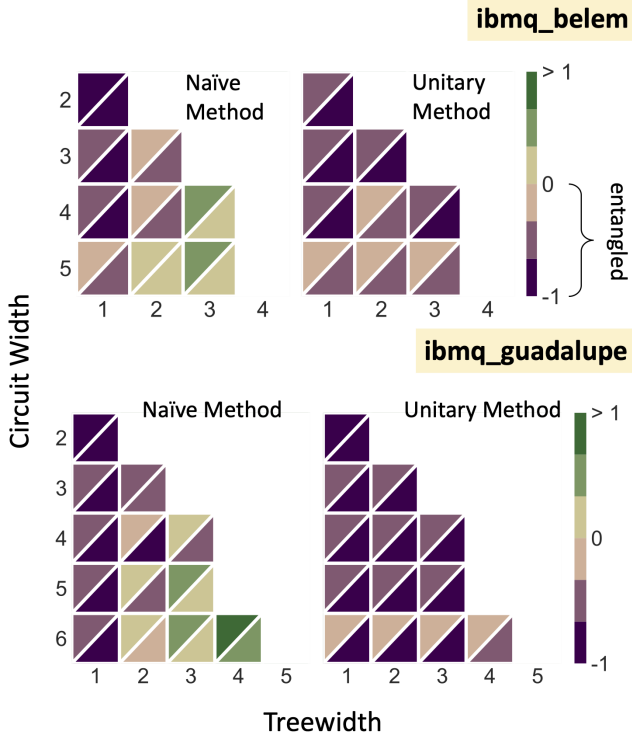 ibmq_belem
Naïve
Method
Unitary
Method
> 1
2
3
4
5
0
-1
entangled
1 2 3 4
1 2 3 4
Circuit Width
ibmq_guadalupe
Naïve Method
Unitary Method
> 1
2
3
4
5
6
0
-1
1 2 3 4 5
1 2 3 4 5
Treewidth